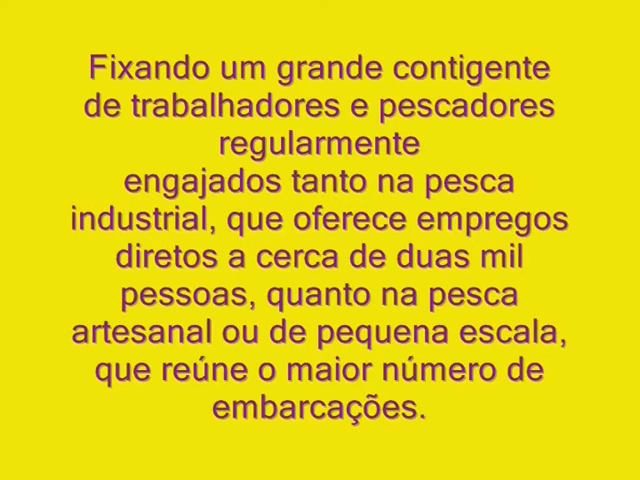 Fixando um grande contigente
de trabalhadores e pescadores
regularmente
engajados tanto na pesca
industrial, que oferece empregos
diretos a cerca de duas mil
pessoas, quanto na pesca
artesanal ou de pequena escala,
que reúne o maior número de
embarcações.